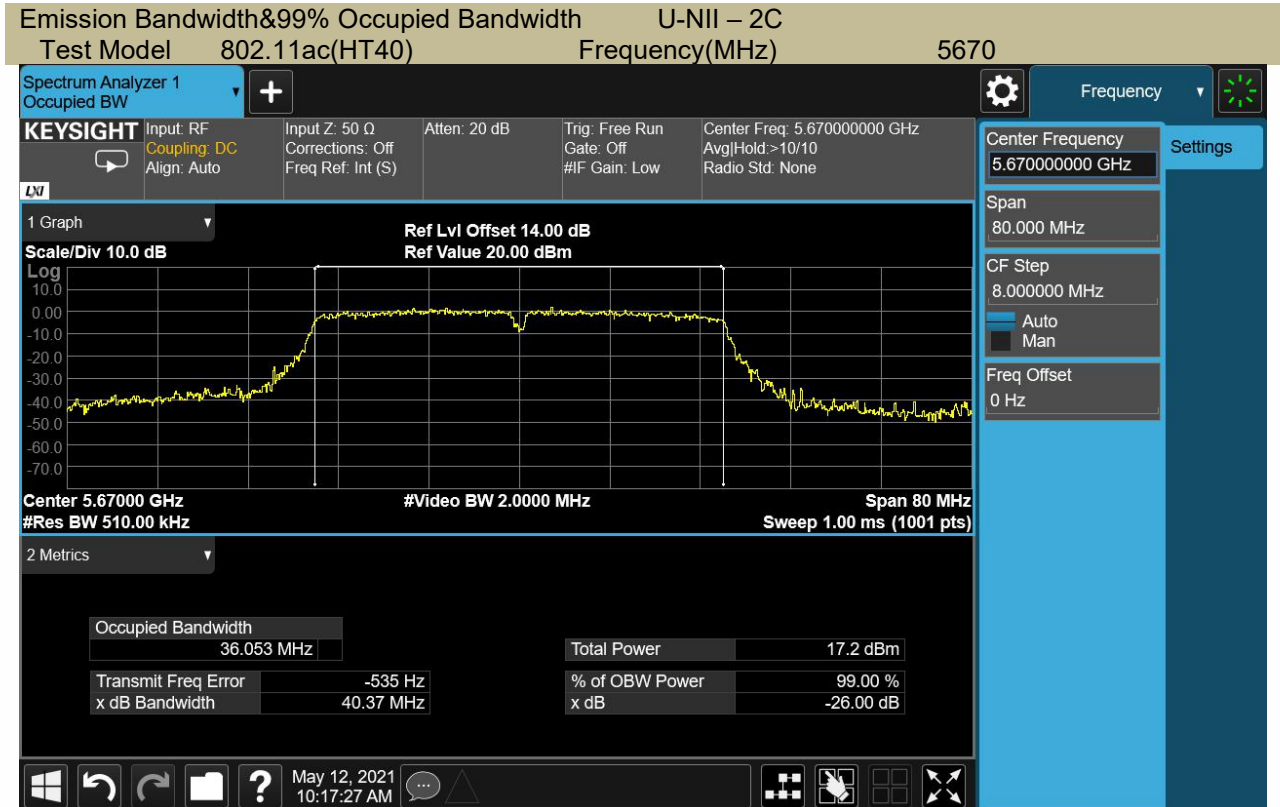 Emission Bandwidth&99% Occupied Bandwidth U-NII – 2C
Test Model 802.11ac(HT40) Frequency(MHz) 5670
Spectrum Analyzer 1
Occupied BW
+
Frequency
KEYSIGHT
LXI
Input: RF
Coupling: DC
Align: Auto
Input Z: 50 Ω
Corrections: Off
Freq Ref: Int (S)
Atten: 20 dB
Trig: Free Run
Gate: Off
#IF Gain: Low
Center Freq: 5.670000000 GHz
Avg|Hold:>10/10
Radio Std: None
Center Frequency
5.670000000 GHz
Settings
Span
80.000 MHz
CF Step
8.000000 MHz
Auto
Man
Freq Offset
0 Hz
1 Graph
Scale/Div 10.0 dB
Ref Lvl Offset 14.00 dB
Ref Value 20.00 dBm
Log
10.0
0.00
-10.0
-20.0
-30.0
-40.0
-50.0
-60.0
-70.0
Center 5.67000 GHz #Video BW 2.0000 MHz Span 80 MHz
#Res BW 510.00 kHz Sweep 1.00 ms (1001 pts)
2 Metrics
Occupied Bandwidth
36.053 MHz
Total Power 17.2 dBm
Transmit Freq Error -535 Hz % of OBW Power 99.00 %
x dB Bandwidth 40.37 MHz x dB -26.00 dB
?
May 12, 2021
10:17:27 AM